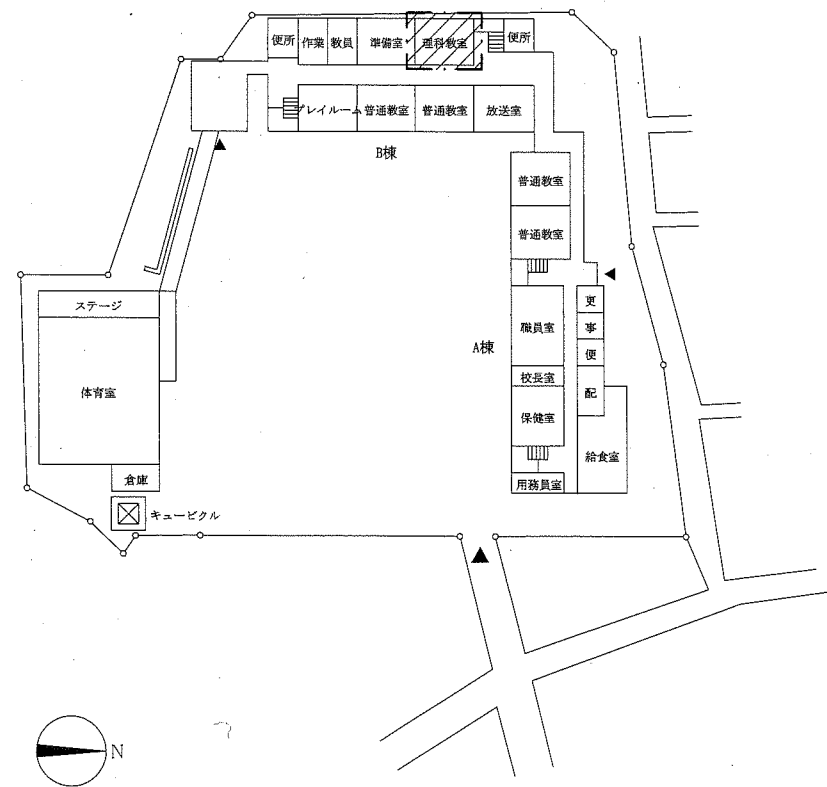 便所
作業
教員
準備室
理科教室
便所
プレイルーム
普通教室
普通教室
放送室
B棟
普通教室
普通教室
ステージ
更
職員室
事
A棟
便
校長室
体育室
配
保健室
給食室
倉庫
用務員室
キュービクル
N